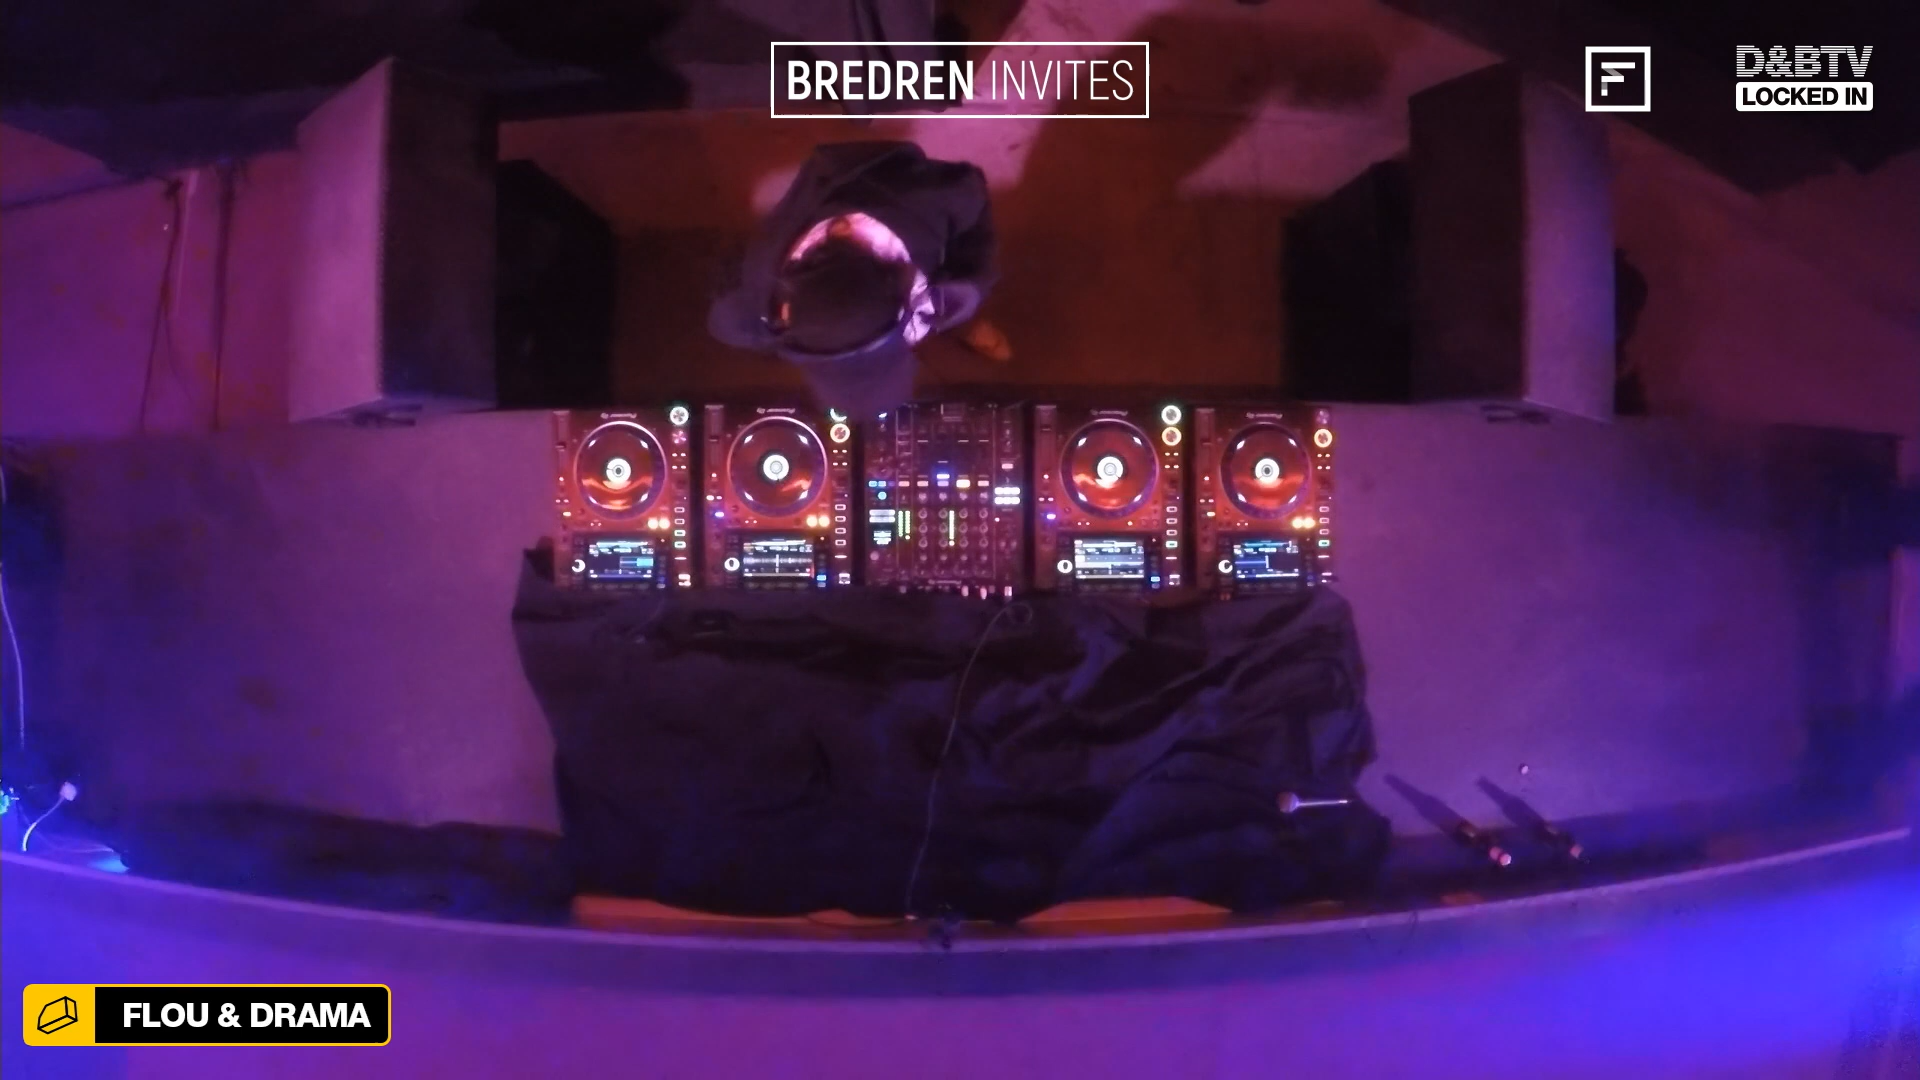 BREDREN INVITES
F
D&BTV
LOCKED IN
FLOU & DRAMA